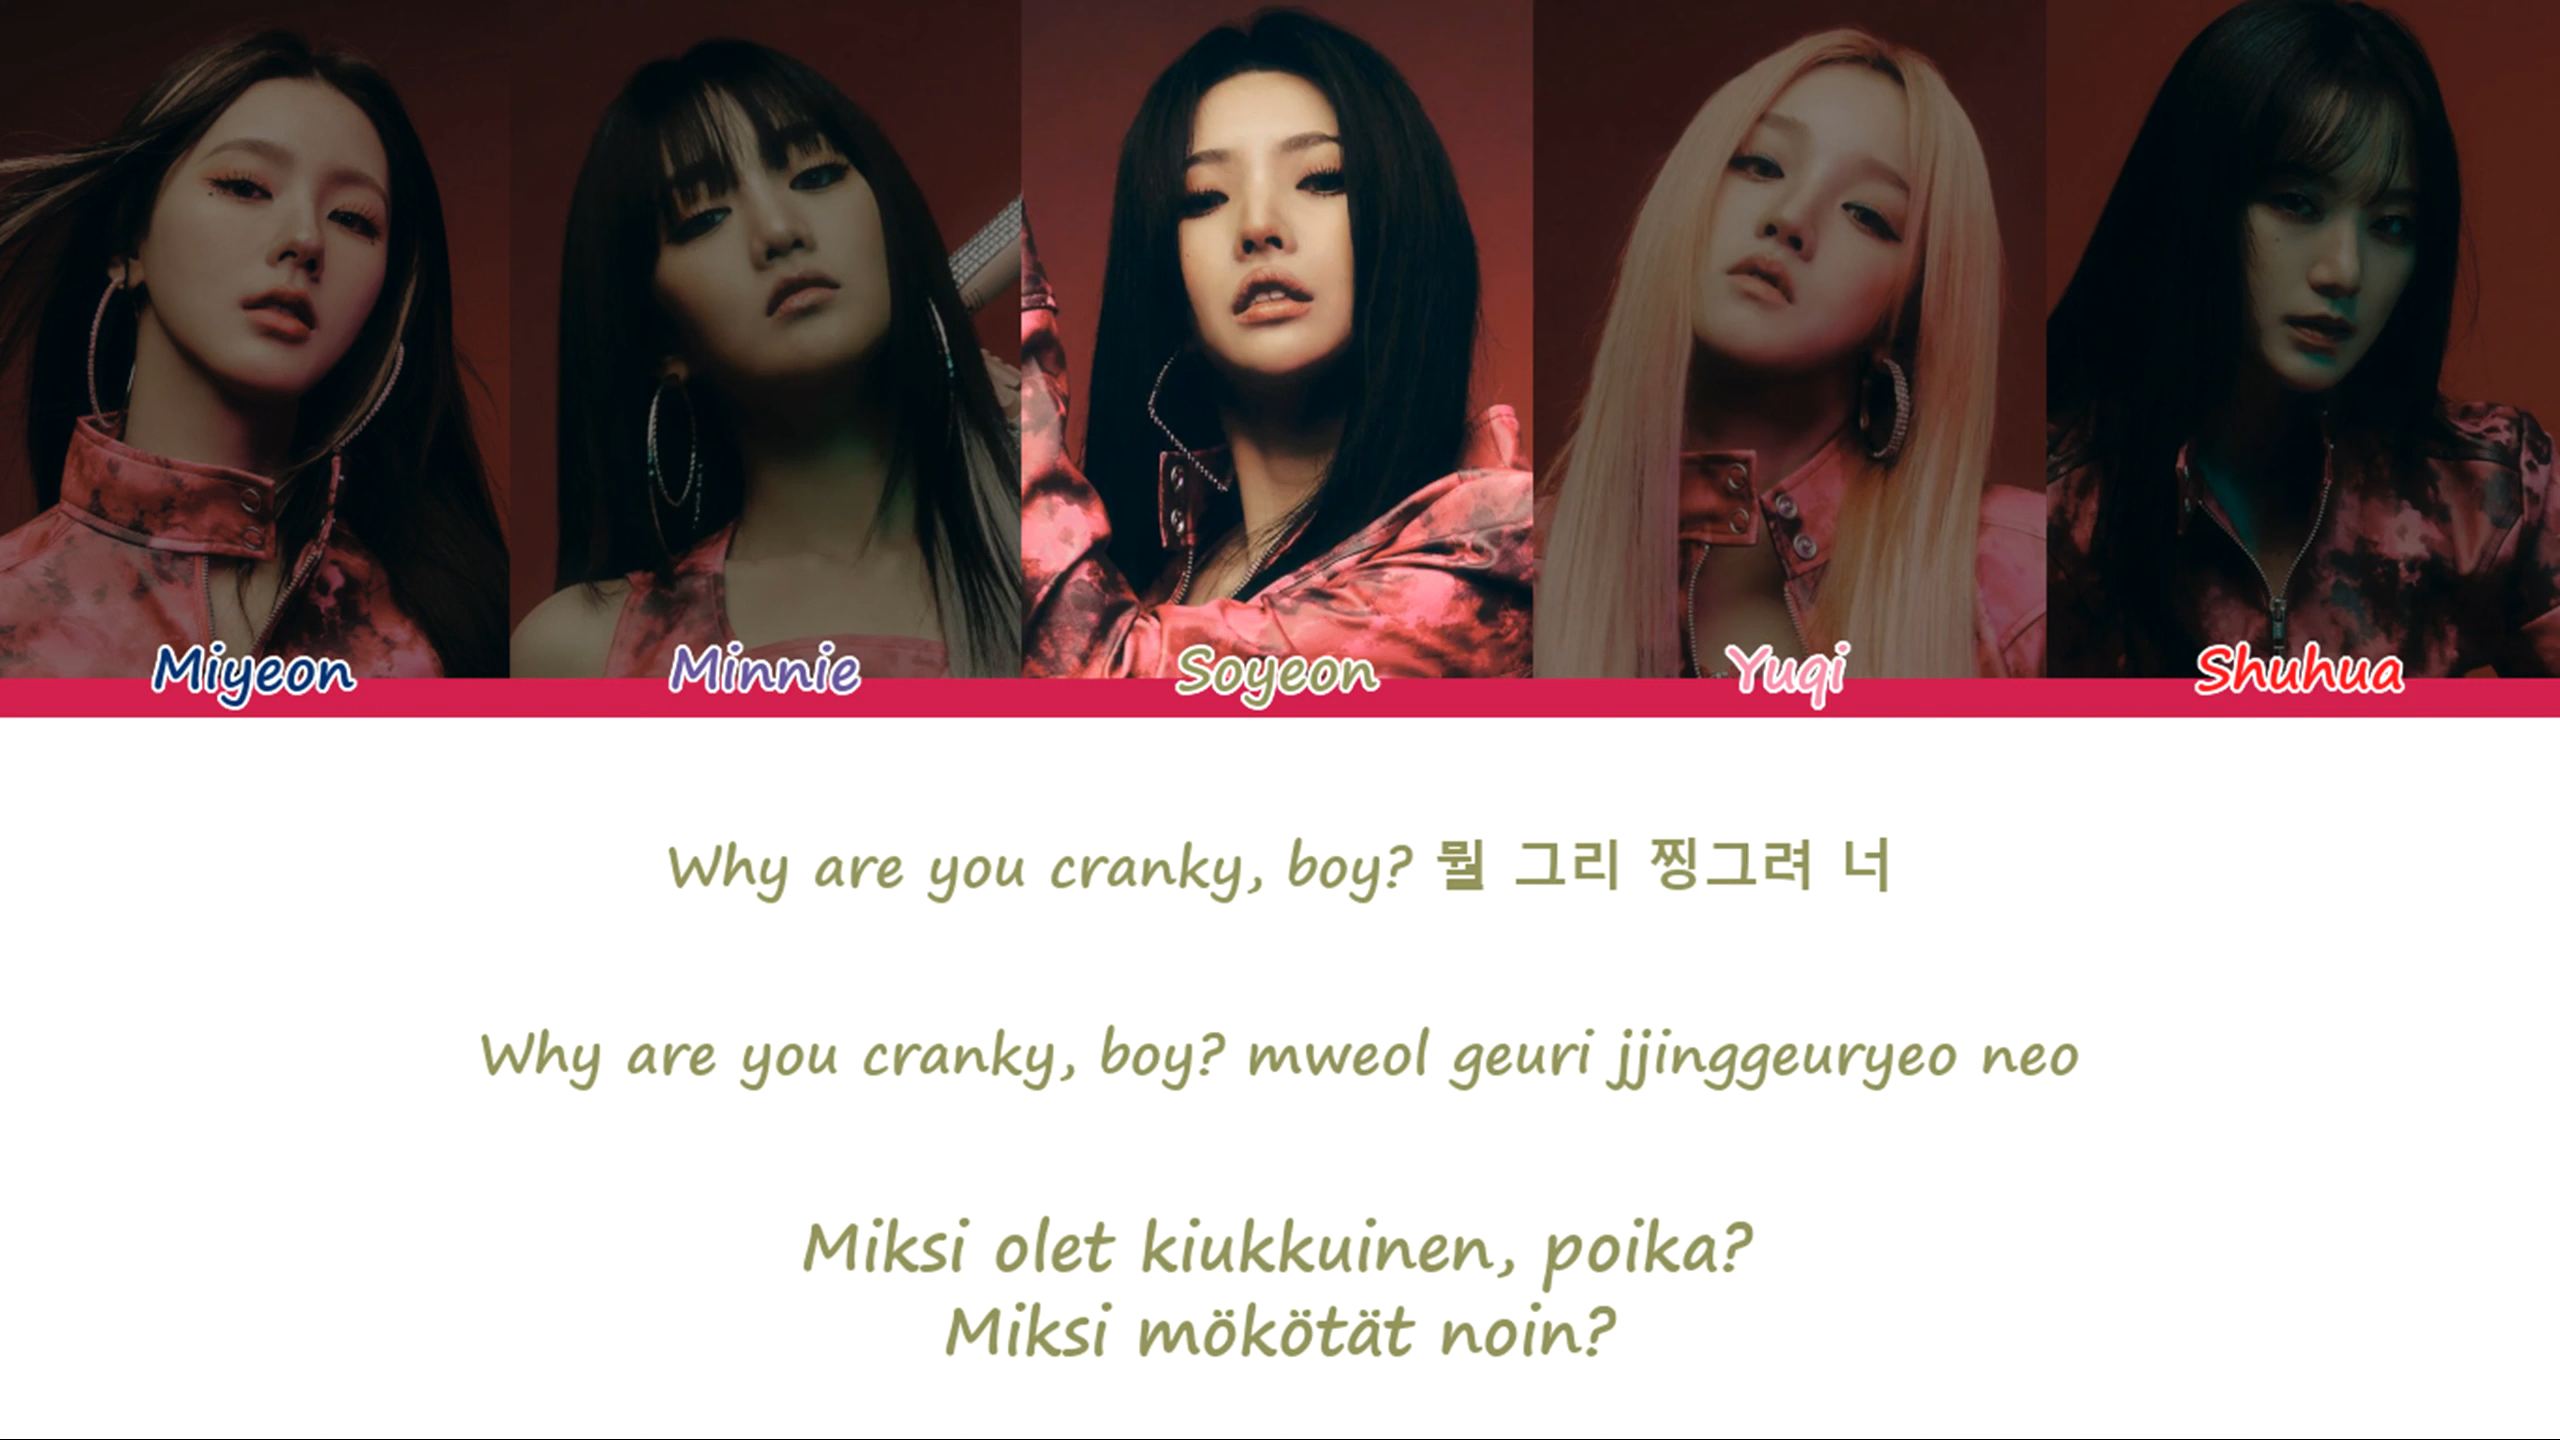 Miyeon Minnie Soyeon Yuqi Shuhua
Why are you cranky, boy? 뭘 그리 찡그려 너
Why are you cranky, boy? mweol geuri jjinggeuryeo neo
Miksi olet kiukkuinen, poika?
Miksi mökötät noin?